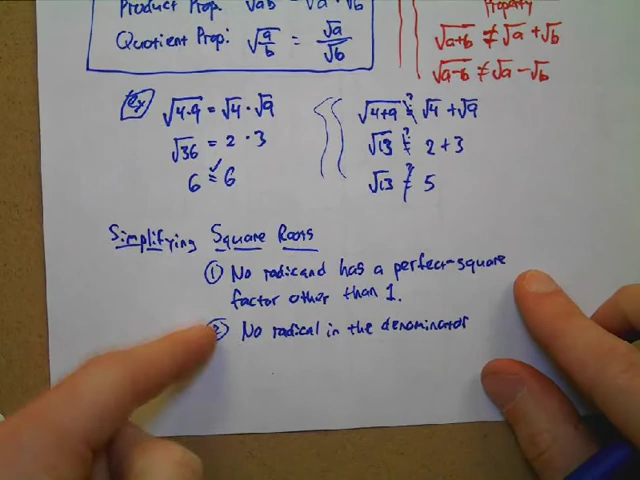 Product Prop. √ab = √a · √b
Quotient Prop: √a/b = √a/√b
Property
√a+b ≠ √a + √b
√a-b ≠ √a - √b
Ex
√4·9 = √4 · √9
√36 = 2 · 3
6 = 6 ✓
√4+9 ≠? √4 + √9
√13 ≠? 2 + 3
√13 ≠? 5
Simplifying Square Roots
① No radicand has a perfect-square
factor other than 1.
② No radical in the denominator